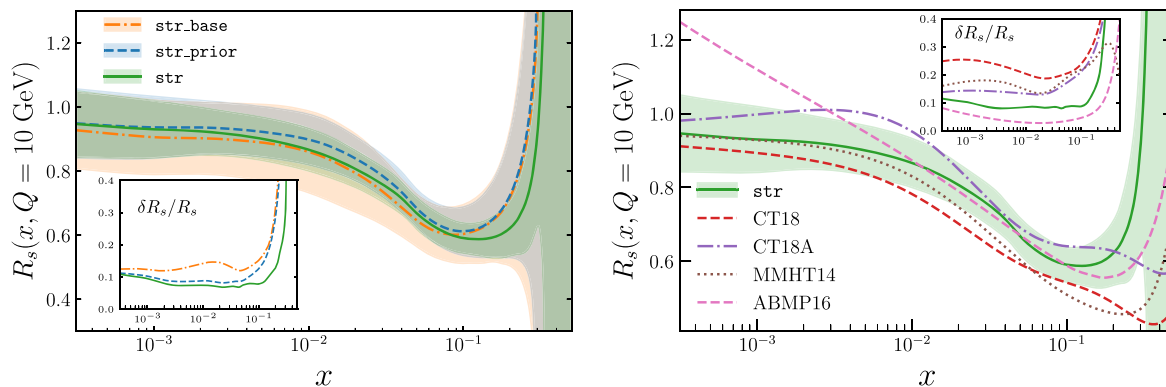 R_s(x, Q = 10 GeV)
1.2
1.0
0.8
0.6
0.4
str_base
str_prior
str
δR_s/R_s
0.4
0.3
0.2
0.1
0.0
10⁻³
10⁻²
10⁻¹
10⁻³
10⁻²
10⁻¹
x
R_s(x, Q = 10 GeV)
1.2
1.0
0.8
0.6
δR_s/R_s
0.4
0.3
0.2
0.1
0.0
10⁻³
10⁻²
10⁻¹
str
CT18
CT18A
MMHT14
ABMP16
10⁻³
10⁻²
10⁻¹
x